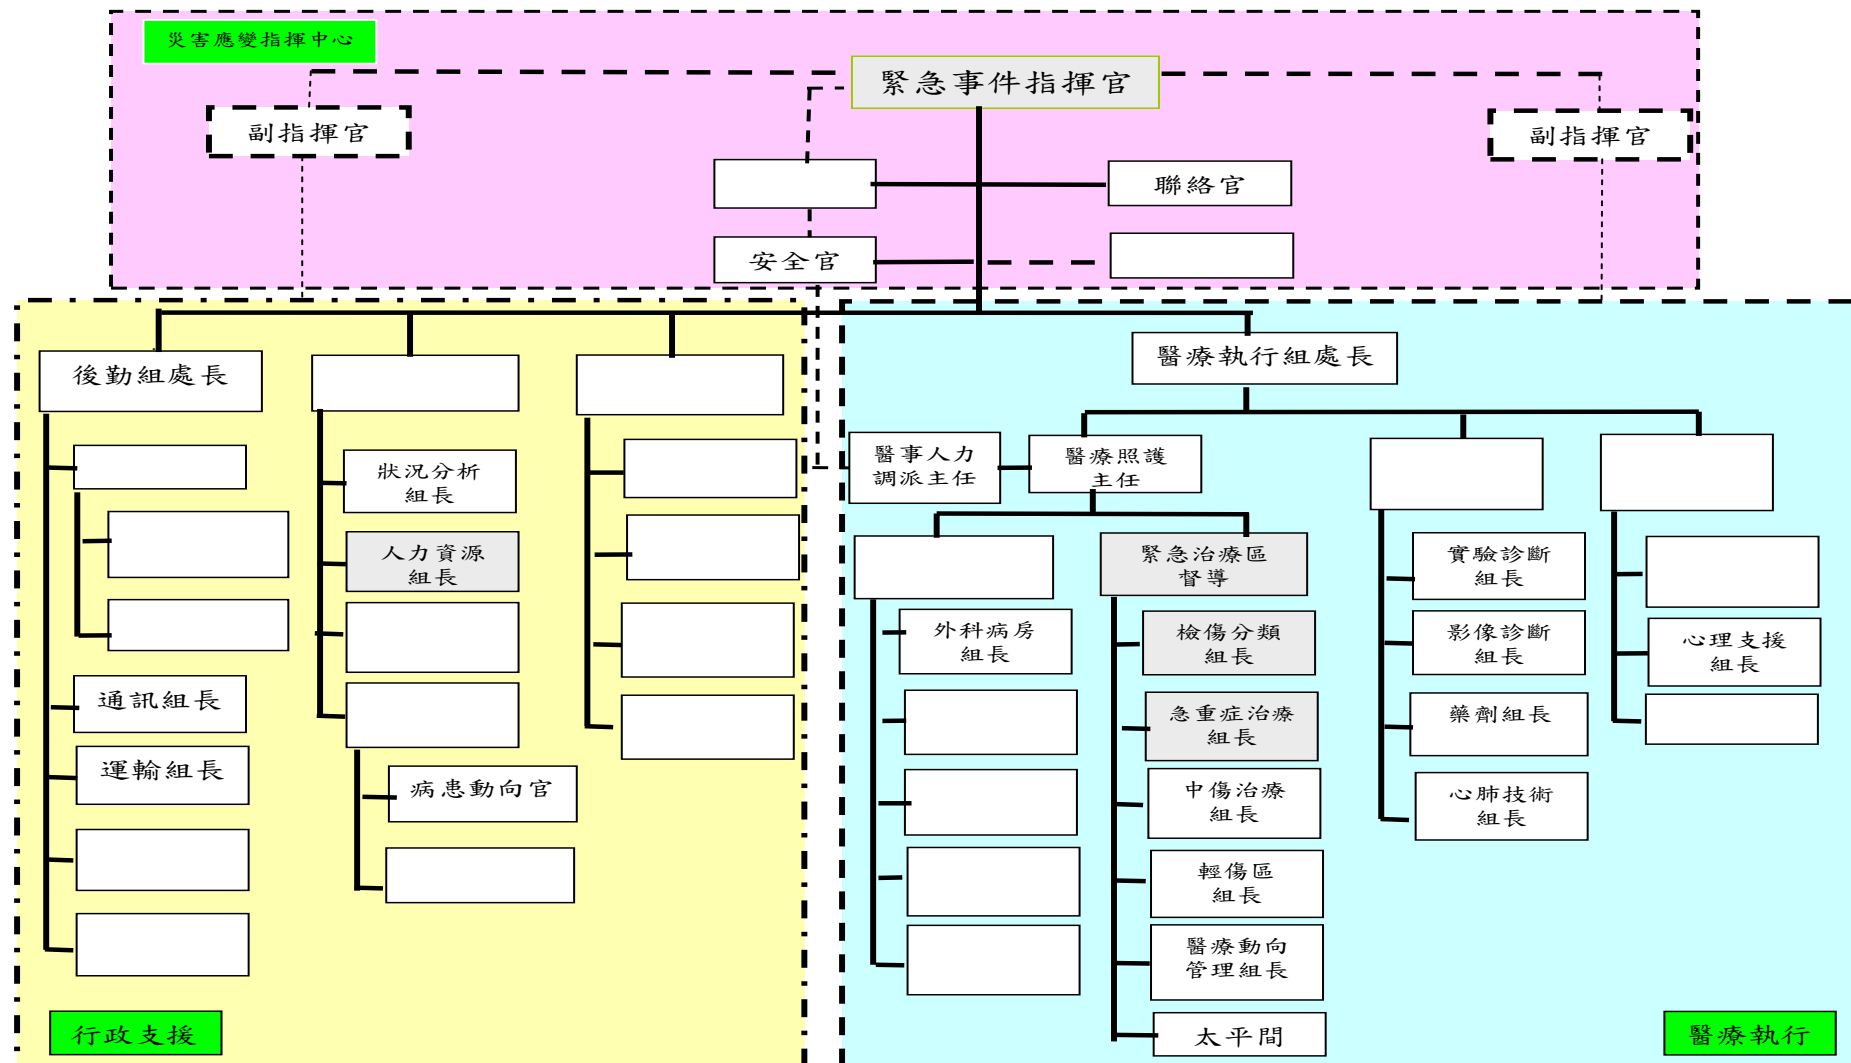 災害應變指揮中心
緊急事件指揮官
副指揮官
副指揮官
聯絡官
安全官
後勤組處長
通訊組長
運輸組長
狀況分析
組長
人力資源
組長
病患動向官
行政支援
醫療執行組處長
醫事人力
調派主任
醫療照護
主任
外科病房
組長
緊急治療區
督導
檢傷分類
組長
急重症治療
組長
中傷治療
組長
輕傷區
組長
醫療動向
管理組長
太平間
實驗診斷
組長
影像診斷
組長
藥劑組長
心肺技術
組長
心理支援
組長
醫療執行